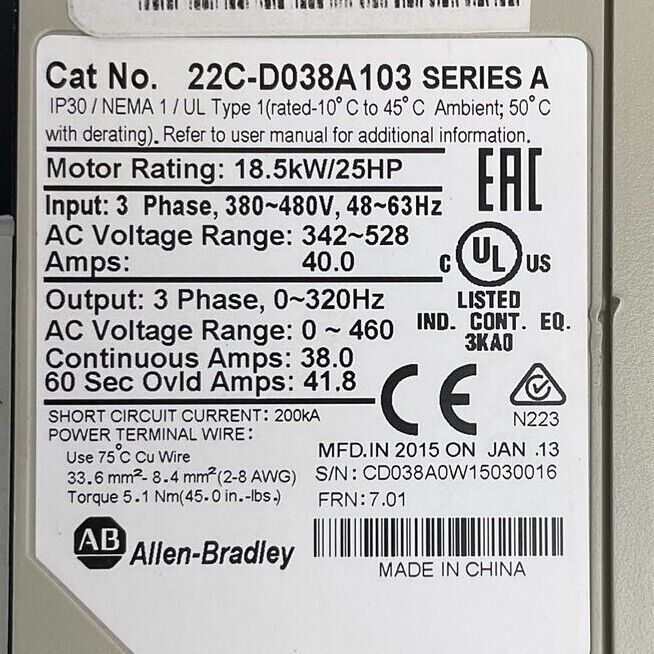 Cat No. 22C-D038A103 SERIES A
IP30 / NEMA 1 / UL Type 1(rated-10°C to 45°C Ambient; 50°C
with derating). Refer to user manual for additional information.
Motor Rating: 18.5kW/25HP
EAC
Input: 3 Phase, 380~480V, 48~63Hz
AC Voltage Range: 342~528
Amps: 40.0
C UL US
LISTED
IND. CONT. EQ.
3KA0
Output: 3 Phase, 0~320Hz
AC Voltage Range: 0 ~ 460
Continuous Amps: 38.0
60 Sec Ovld Amps: 41.8
CE
N223
SHORT CIRCUIT CURRENT: 200kA
POWER TERMINAL WIRE:
Use 75°C Cu Wire
33.6 mm²- 8.4 mm²(2-8 AWG)
Torque 5.1 Nm(45.0 in.-lbs.)
MFD.IN 2015 ON JAN .13
S/N: CD038A0W15030016
FRN: 7.01
AB Allen-Bradley
MADE IN CHINA